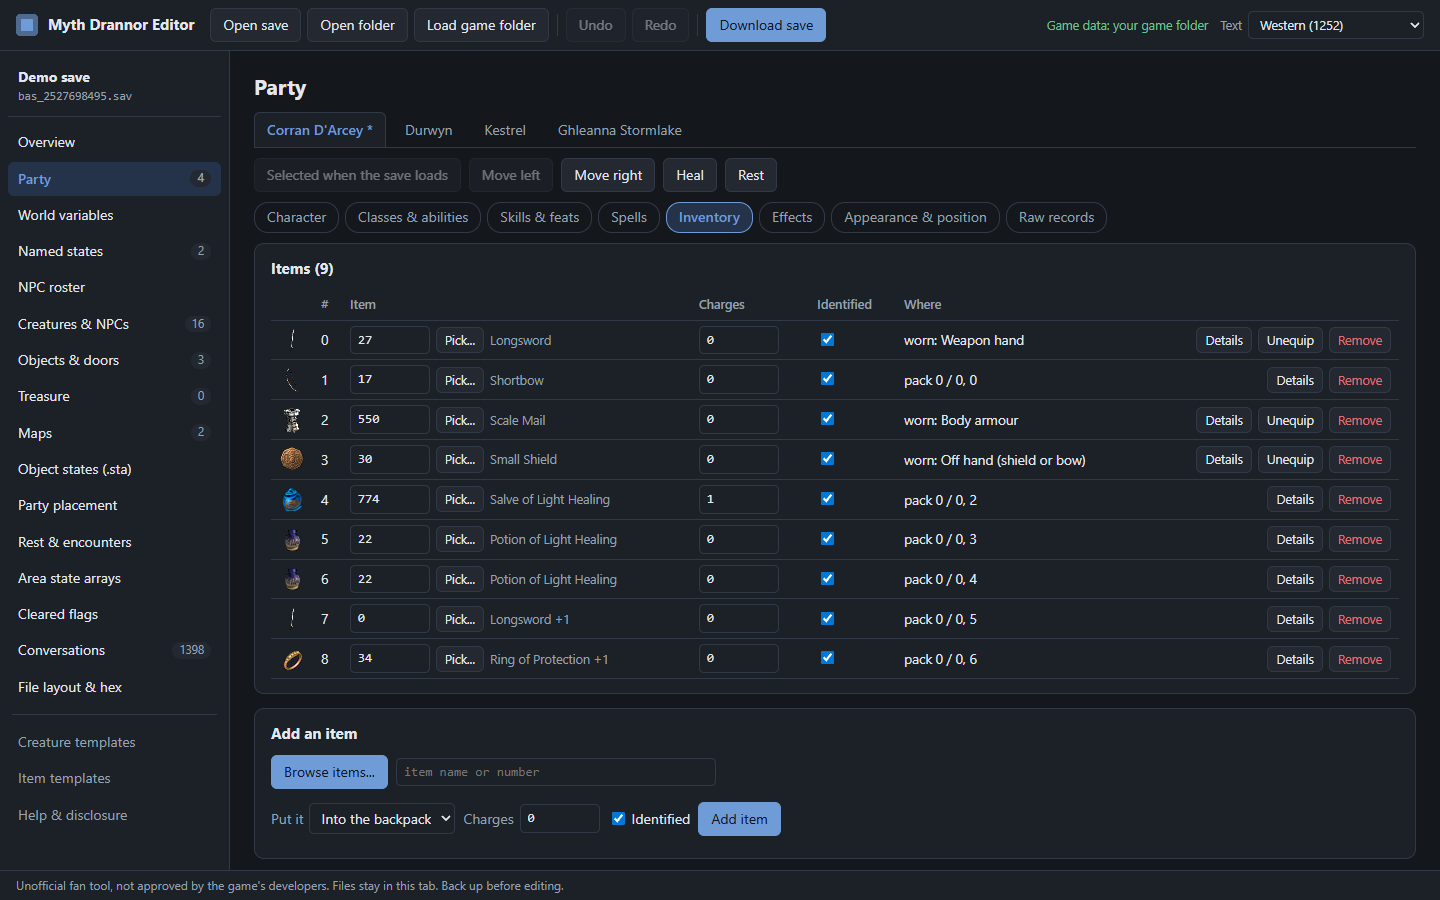 Myth Drannor Editor
Open save
Open folder
Load game folder
Undo
Redo
Download save
Game data: your game folder
Text
Western (1252)
Demo save
bas_2527698495.sav
Overview
Party 4
World variables
Named states 2
NPC roster
Creatures & NPCs 16
Objects & doors 3
Treasure 0
Maps 2
Object states (.sta)
Party placement
Rest & encounters
Area state arrays
Cleared flags
Conversations 1398
File layout & hex
Creature templates
Item templates
Help & disclosure
Party
Corran D'Arcey * Durwyn Kestrel Ghleanna Stormlake
Selected when the save loads Move left Move right Heal Rest
Character Classes & abilities Skills & feats Spells Inventory Effects Appearance & position Raw records
Items (9)
# Item Charges Identified Where
0 27 Pick... Longsword 0 worn: Weapon hand Details Unequip Remove
1 17 Pick... Shortbow 0 pack 0 / 0, 0 Details Remove
2 550 Pick... Scale Mail 0 worn: Body armour Details Unequip Remove
3 30 Pick... Small Shield 0 worn: Off hand (shield or bow) Details Unequip Remove
4 774 Pick... Salve of Light Healing 1 pack 0 / 0, 2 Details Remove
5 22 Pick... Potion of Light Healing 0 pack 0 / 0, 3 Details Remove
6 22 Pick... Potion of Light Healing 0 pack 0 / 0, 4 Details Remove
7 0 Pick... Longsword +1 0 pack 0 / 0, 5 Details Remove
8 34 Pick... Ring of Protection +1 0 pack 0 / 0, 6 Details Remove
Add an item
Browse items... item name or number
Put it Into the backpack Charges 0 Identified Add item
Unofficial fan tool, not approved by the game's developers. Files stay in this tab. Back up before editing.